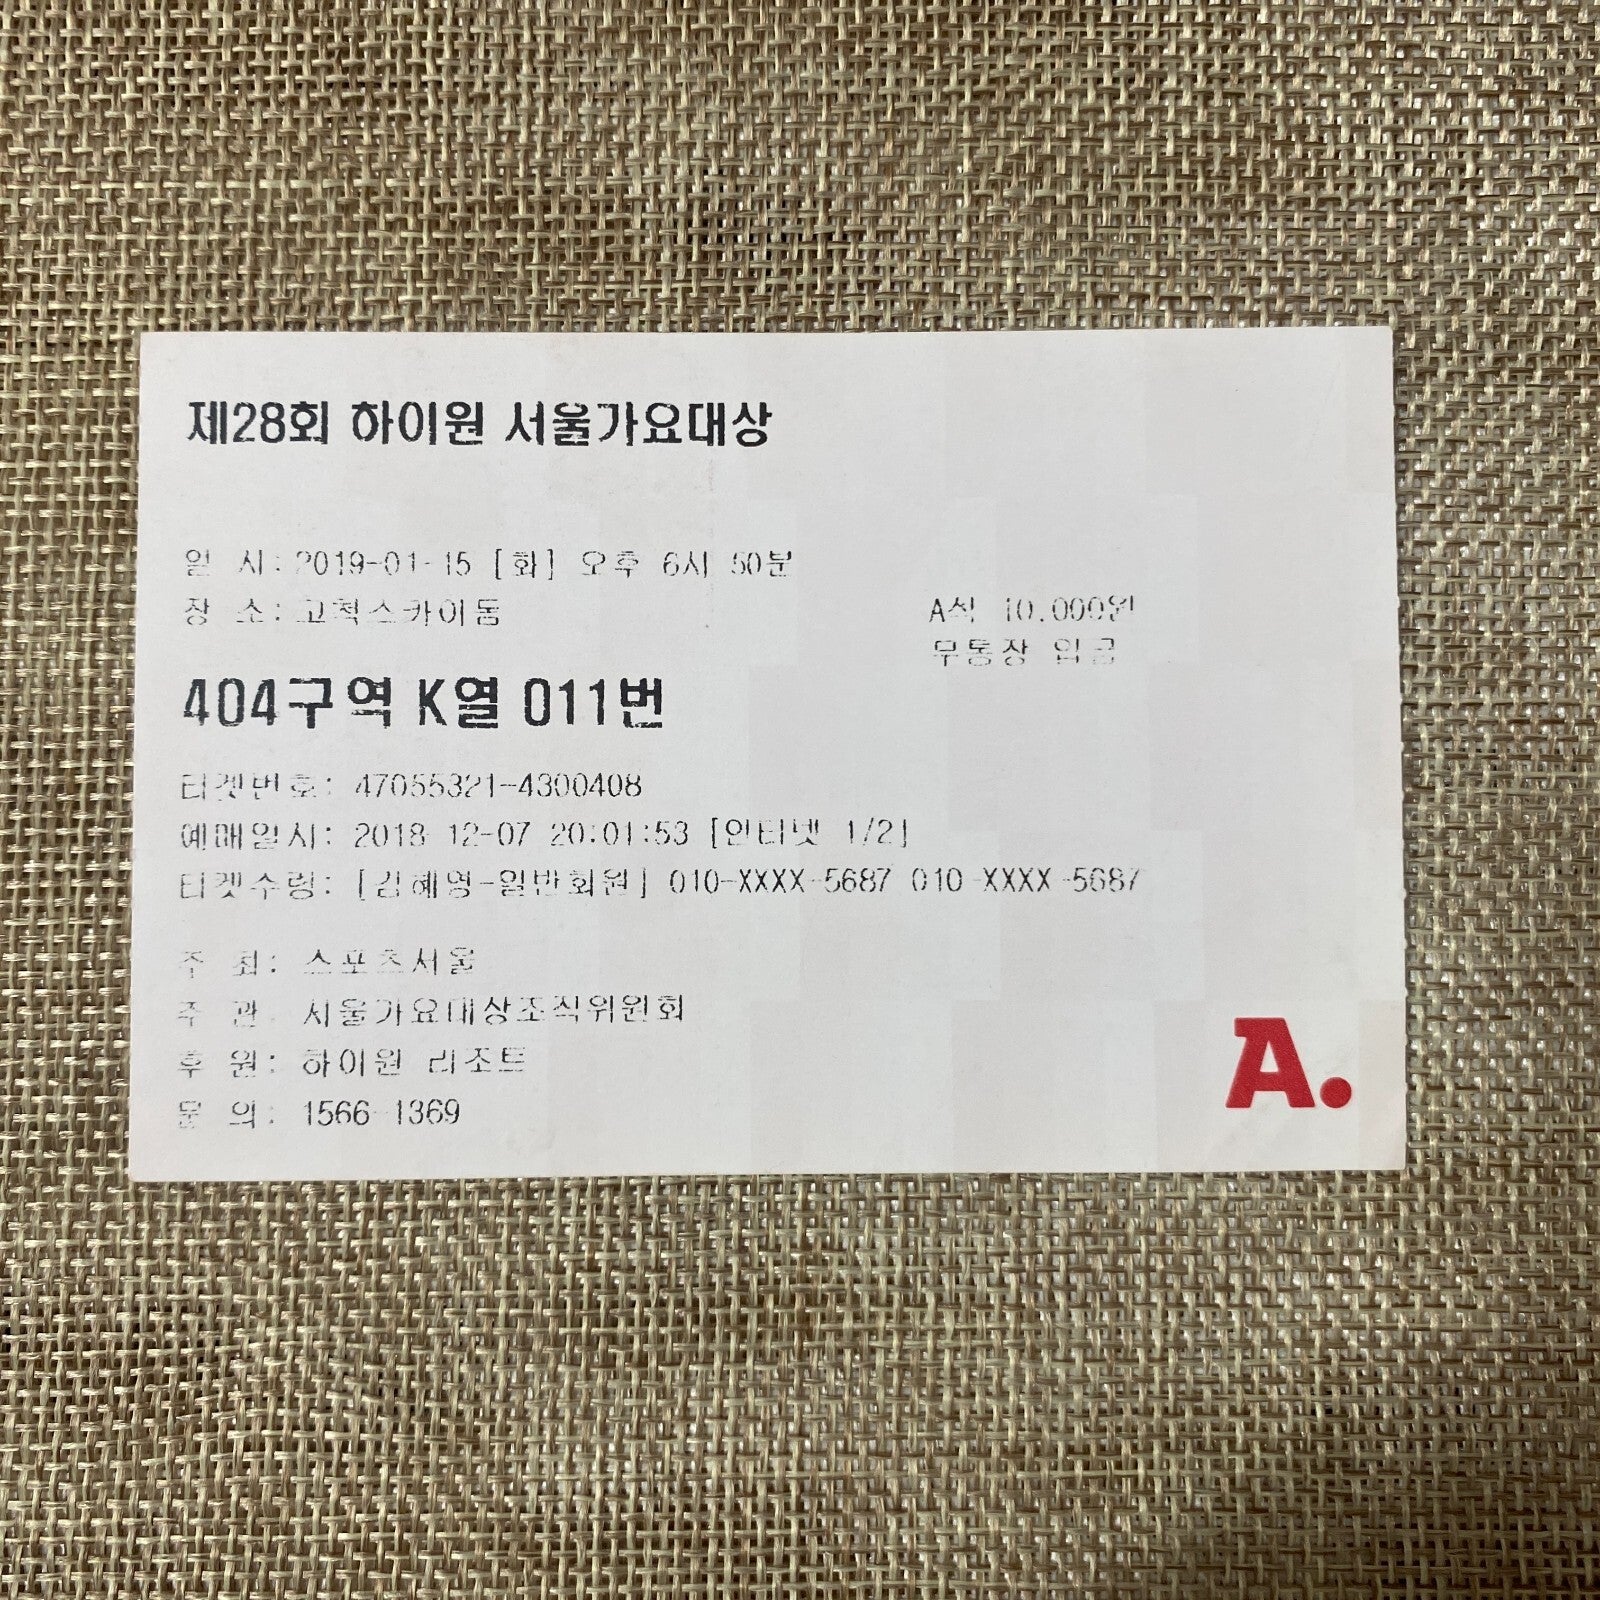 제28회 하이원 서울가요대상
일 시: 2019-01-15 [화] 오후 6시 50분
장 소: 고척스카이돔
A석 10,000원
무통장 입금
404구역 K열 011번
티켓번호: 47055321-4300408
예매일시: 2018-12-07 20:01:53 [인터넷 1/2]
티켓수령: [김혜영-일반회원] 010-XXXX-5687 010-XXXX-5687
주 최: 스포츠서울
주 관: 서울가요대상조직위원회
후 원: 하이원 리조트
문 의: 1566-1369
A.